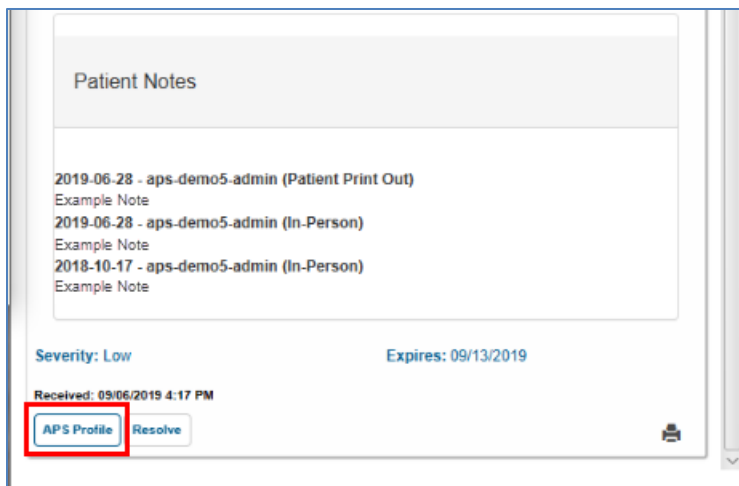 Patient Notes
2019-06-28 - aps-demo5-admin (Patient Print Out)
Example Note
2019-06-28 - aps-demo5-admin (In-Person)
Example Note
2018-10-17 - aps-demo5-admin (In-Person)
Example Note
Severity: Low Expires: 09/13/2019
Received: 09/06/2019 4:17 PM
APS Profile Resolve